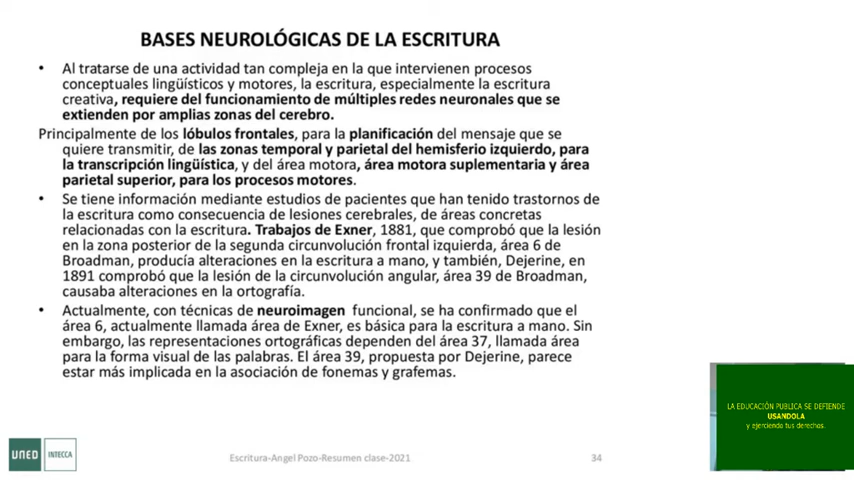 BASES NEUROLÓGICAS DE LA ESCRITURA
• Al tratarse de una actividad tan compleja en la que intervienen procesos
conceptuales lingüísticos y motores, la escritura, especialmente la escritura
creativa, requiere del funcionamiento de múltiples redes neuronales que se
extienden por amplias zonas del cerebro.
Principalmente de los lóbulos frontales, para la planificación del mensaje que se
quiere transmitir, de las zonas temporal y parietal del hemisferio izquierdo, para
la transcripción lingüística, y del área motora, área motora suplementaria y área
parietal superior, para los procesos motores.
• Se tiene información mediante estudios de pacientes que han tenido trastornos de
la escritura como consecuencia de lesiones cerebrales, de áreas concretas
relacionadas con la escritura. Trabajos de Exner, 1881, que comprobó que la lesión
en la zona posterior de la segunda circunvolución frontal izquierda, área 6 de
Broadman, producía alteraciones en la escritura a mano, y también, Dejerine, en
1891 comprobó que la lesión de la circunvolución angular, área 39 de Broadman,
causaba alteraciones en la ortografía.
• Actualmente, con técnicas de neuroimagen funcional, se ha confirmado que el
área 6, actualmente llamada área de Exner, es básica para la escritura a mano. Sin
embargo, las representaciones ortográficas dependen del área 37, llamada área
para la forma visual de las palabras. El área 39, propuesta por Dejerine, parece
estar más implicada en la asociación de fonemas y grafemas.
LA EDUCACIÓN PUBLICA SE DEFIENDE
USANDOLA
y ejerciendo tus derechos.
UNED INTECCA
Escritura-Angel Pozo-Resumen clase-2021
34